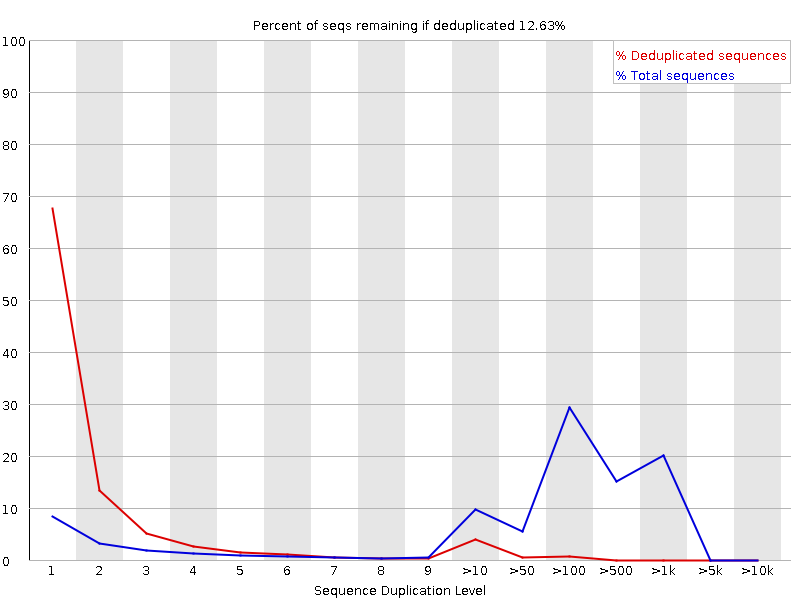 Percent of seqs remaining if deduplicated 12.63%
% Deduplicated sequences
% Total sequences
100
90
80
70
60
50
40
30
20
10
0
1 2 3 4 5 6 7 8 9 >10 >50 >100 >500 >1k >5k >10k
Sequence Duplication Level